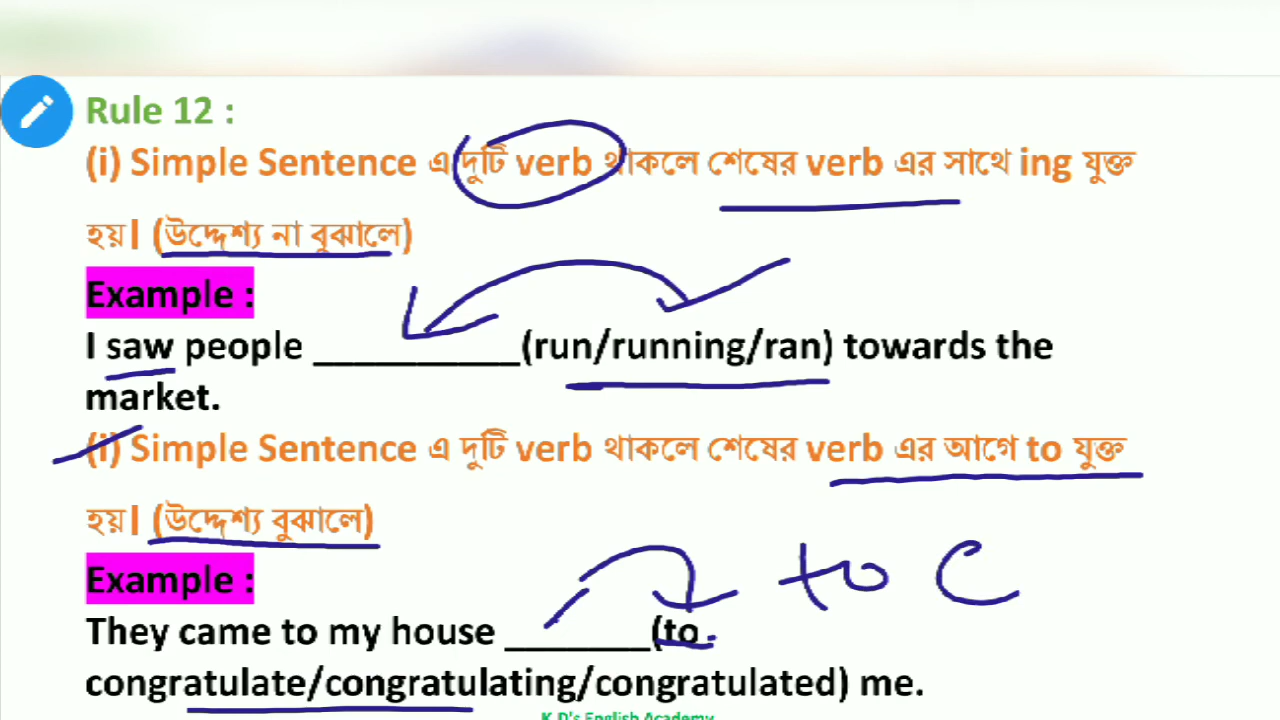 Rule 12 :
(i) Simple Sentence এ দুটি verb থাকলে শেষের verb এর সাথে ing যুক্ত
হয়। (উদ্দেশ্য না বুঝালে)
Example :
I saw people __________(run/running/ran) towards the
market.
(i) Simple Sentence এ দুটি verb থাকলে শেষের verb এর আগে to যুক্ত
হয়। (উদ্দেশ্য বুঝালে)
Example :
to C
They came to my house _______(to
congratulate/congratulating/congratulated) me.
K.D's English Academy